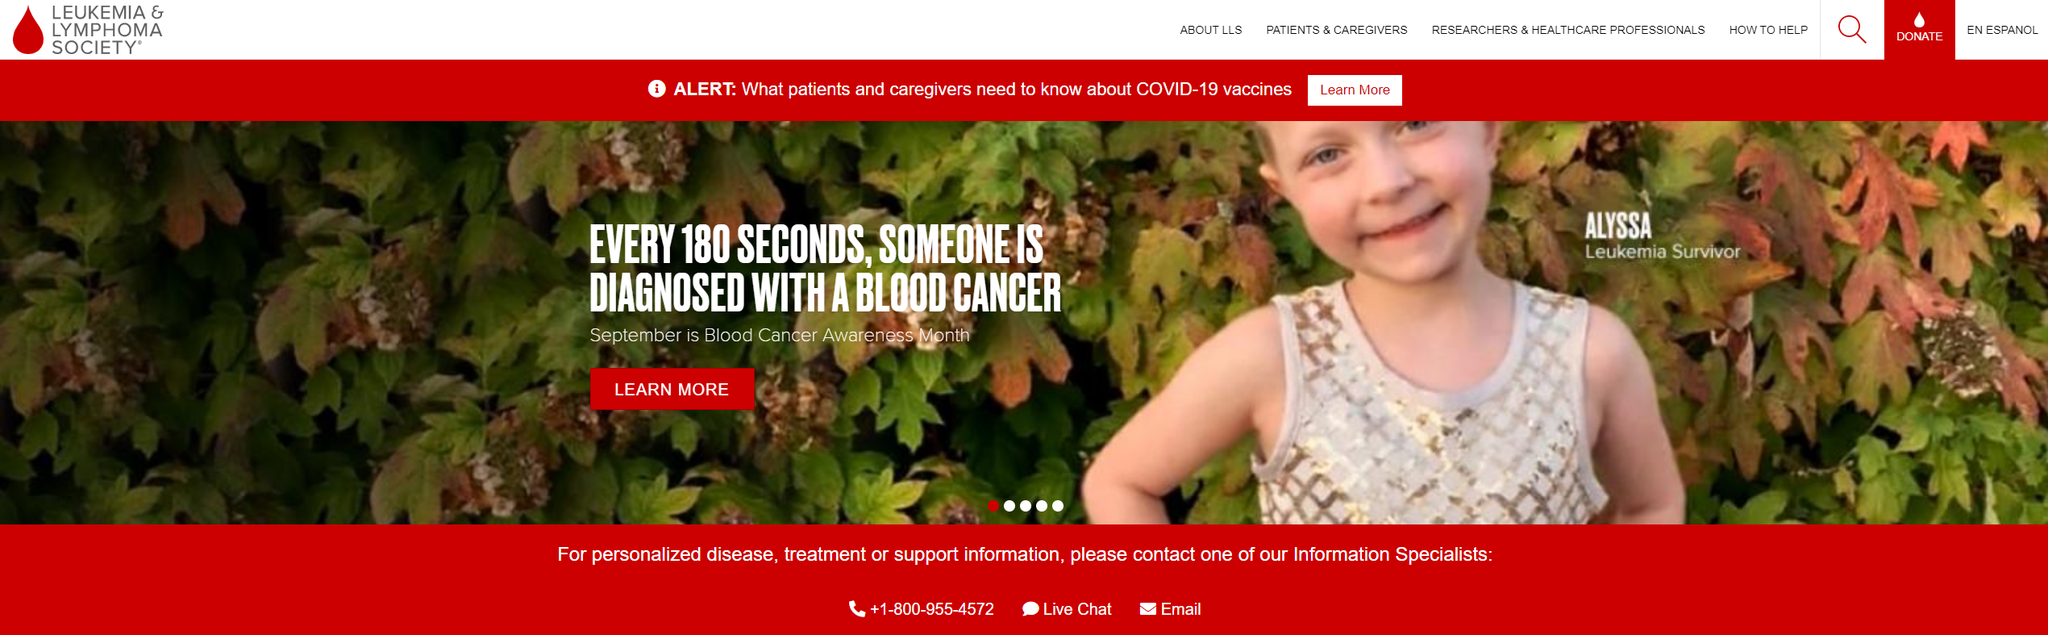 LEUKEMIA &
LYMPHOMA
SOCIETY®
ABOUT LLS
PATIENTS & CAREGIVERS
RESEARCHERS & HEALTHCARE PROFESSIONALS
HOW TO HELP
DONATE
EN ESPANOL
ALERT: What patients and caregivers need to know about COVID-19 vaccines
Learn More
EVERY 180 SECONDS, SOMEONE IS
DIAGNOSED WITH A BLOOD CANCER
September is Blood Cancer Awareness Month
LEARN MORE
ALYSSA
Leukemia Survivor
For personalized disease, treatment or support information, please contact one of our Information Specialists:
+1-800-955-4572
Live Chat
Email